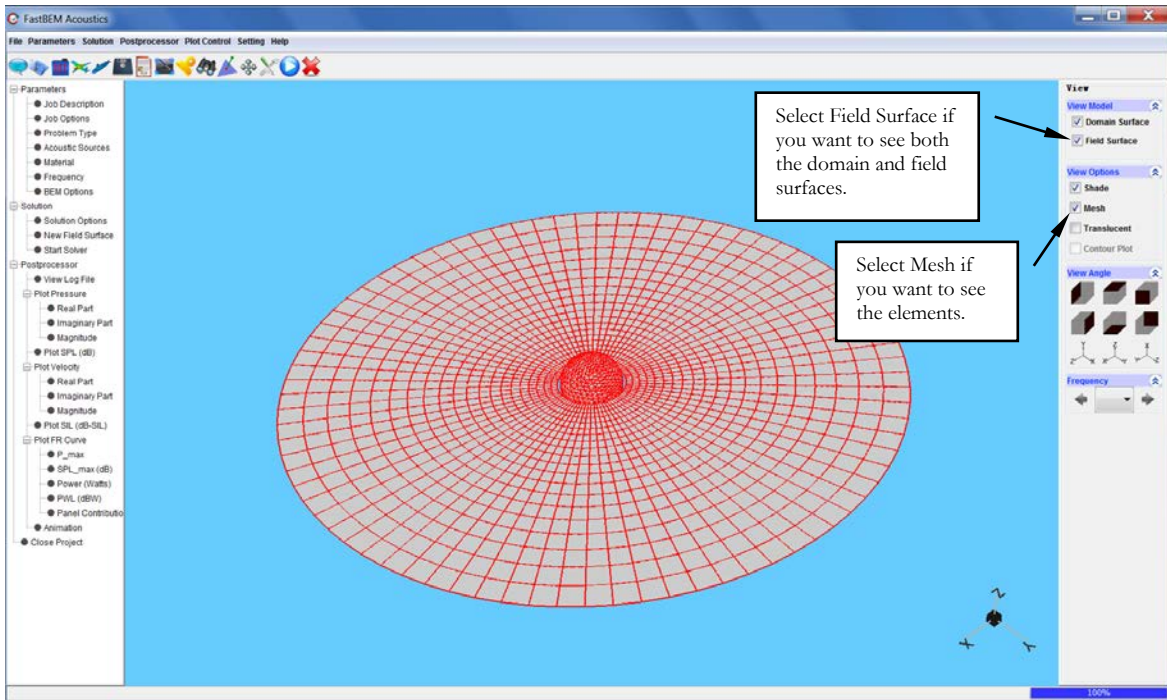 FastBEM Acoustics
File Parameters Solution Postprocessor Plot Control Setting Help
Parameters
Job Description
Job Options
Problem Type
Acoustic Sources
Material
Frequency
BEM Options
Solution
Solution Options
New Field Surface
Start Solver
Postprocessor
View Log File
Plot Pressure
Real Part
Imaginary Part
Magnitude
Plot SPL (dB)
Plot Velocity
Real Part
Imaginary Part
Magnitude
Plot SIL (dB-SIL)
Plot FR Curve
P_max
SPL_max (dB)
Power (Watts)
PWL (dBW)
Panel Contributio
Animation
Close Project
Select Field Surface if
you want to see both
the domain and field
surfaces.
Select Mesh if
you want to see
the elements.
Z
X
Y
View
View Model
Domain Surface
Field Surface
View Options
Shade
Mesh
Translucent
Contour Plot
View Angle
Y Z X
Z X X Y Y Z
Frequency
100%